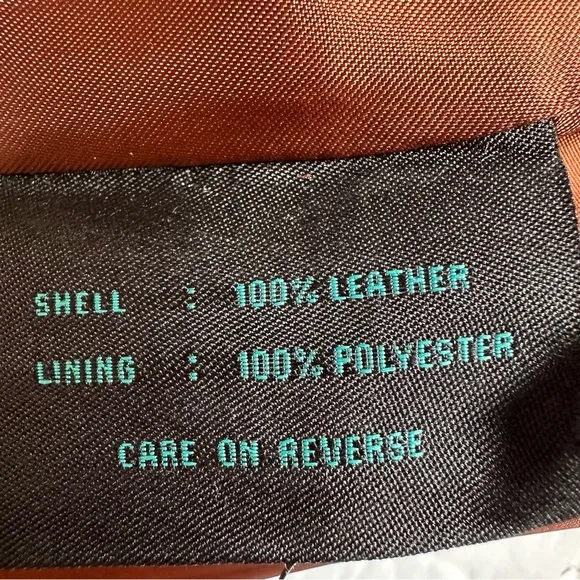 SHELL : 100% LEATHER
LINING : 100% POLYESTER
CARE ON REVERSE